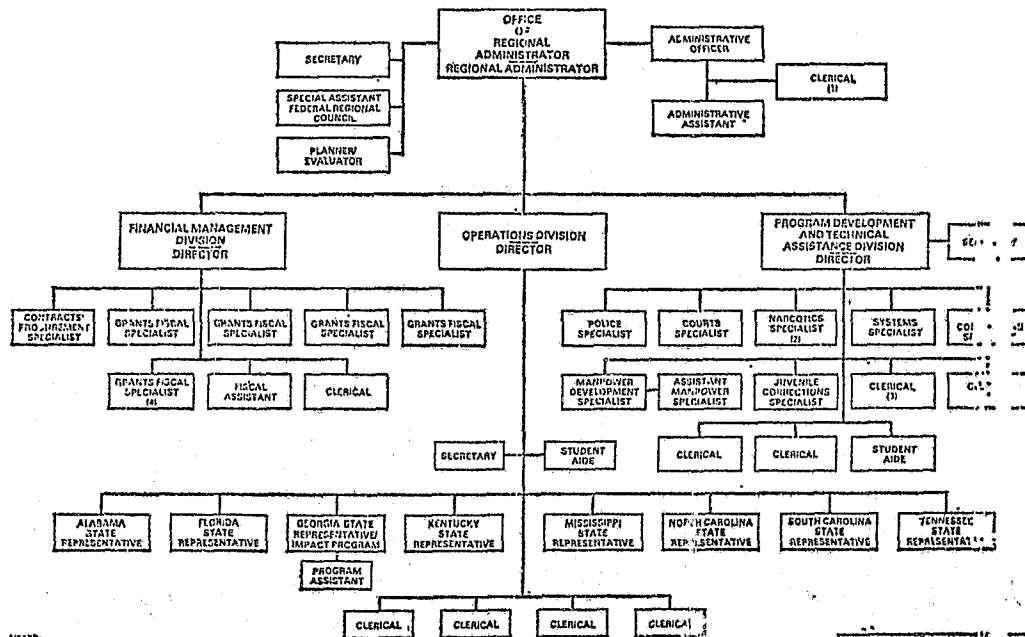 OFFICE
OF
REGIONAL
ADMINISTRATOR
REGIONAL ADMINISTRATOR
SECRETARY
SPECIAL ASSISTANT
FEDERAL REGIONAL
COUNCIL
PLANNER/
EVALUATOR
ADMINISTRATIVE
OFFICER
CLERICAL
(1)
ADMINISTRATIVE
ASSISTANT
FINANCIAL MANAGEMENT
DIVISION
DIRECTOR
OPERATIONS DIVISION
DIRECTOR
PROGRAM DEVELOPMENT
AND TECHNICAL
ASSISTANCE DIVISION
DIRECTOR
CONTRACTS/
PROCUREMENT
SPECIALIST
GRANTS FISCAL
SPECIALIST
GRANTS FISCAL
SPECIALIST
GRANTS FISCAL
SPECIALIST
GRANTS FISCAL
SPECIALIST
GRANTS FISCAL
SPECIALIST
(4)
FISCAL
ASSISTANT
CLERICAL
POLICE
SPECIALIST
COURTS
SPECIALIST
NARCOTICS
SPECIALIST
(2)
SYSTEMS
SPECIALIST
MANPOWER
DEVELOPMENT
SPECIALIST
ASSISTANT
MANPOWER
SPECIALIST
JUVENILE
CORRECTIONS
SPECIALIST
CLERICAL
(3)
CLERICAL
CLERICAL
STUDENT
AIDE
SECRETARY
STUDENT
AIDE
ALABAMA
STATE
REPRESENTATIVE
FLORIDA
STATE
REPRESENTATIVE
GEORGIA STATE
REPRESENTATIVE/
IMPACT PROGRAM
KENTUCKY
STATE
REPRESENTATIVE
MISSISSIPPI
STATE
REPRESENTATIVE
NORTH CAROLINA
STATE
REPRESENTATIVE
SOUTH CAROLINA
STATE
REPRESENTATIVE
TENNESSEE
STATE
REPRESENTATIVE
PROGRAM
ASSISTANT
CLERICAL
CLERICAL
CLERICAL
CLERICAL